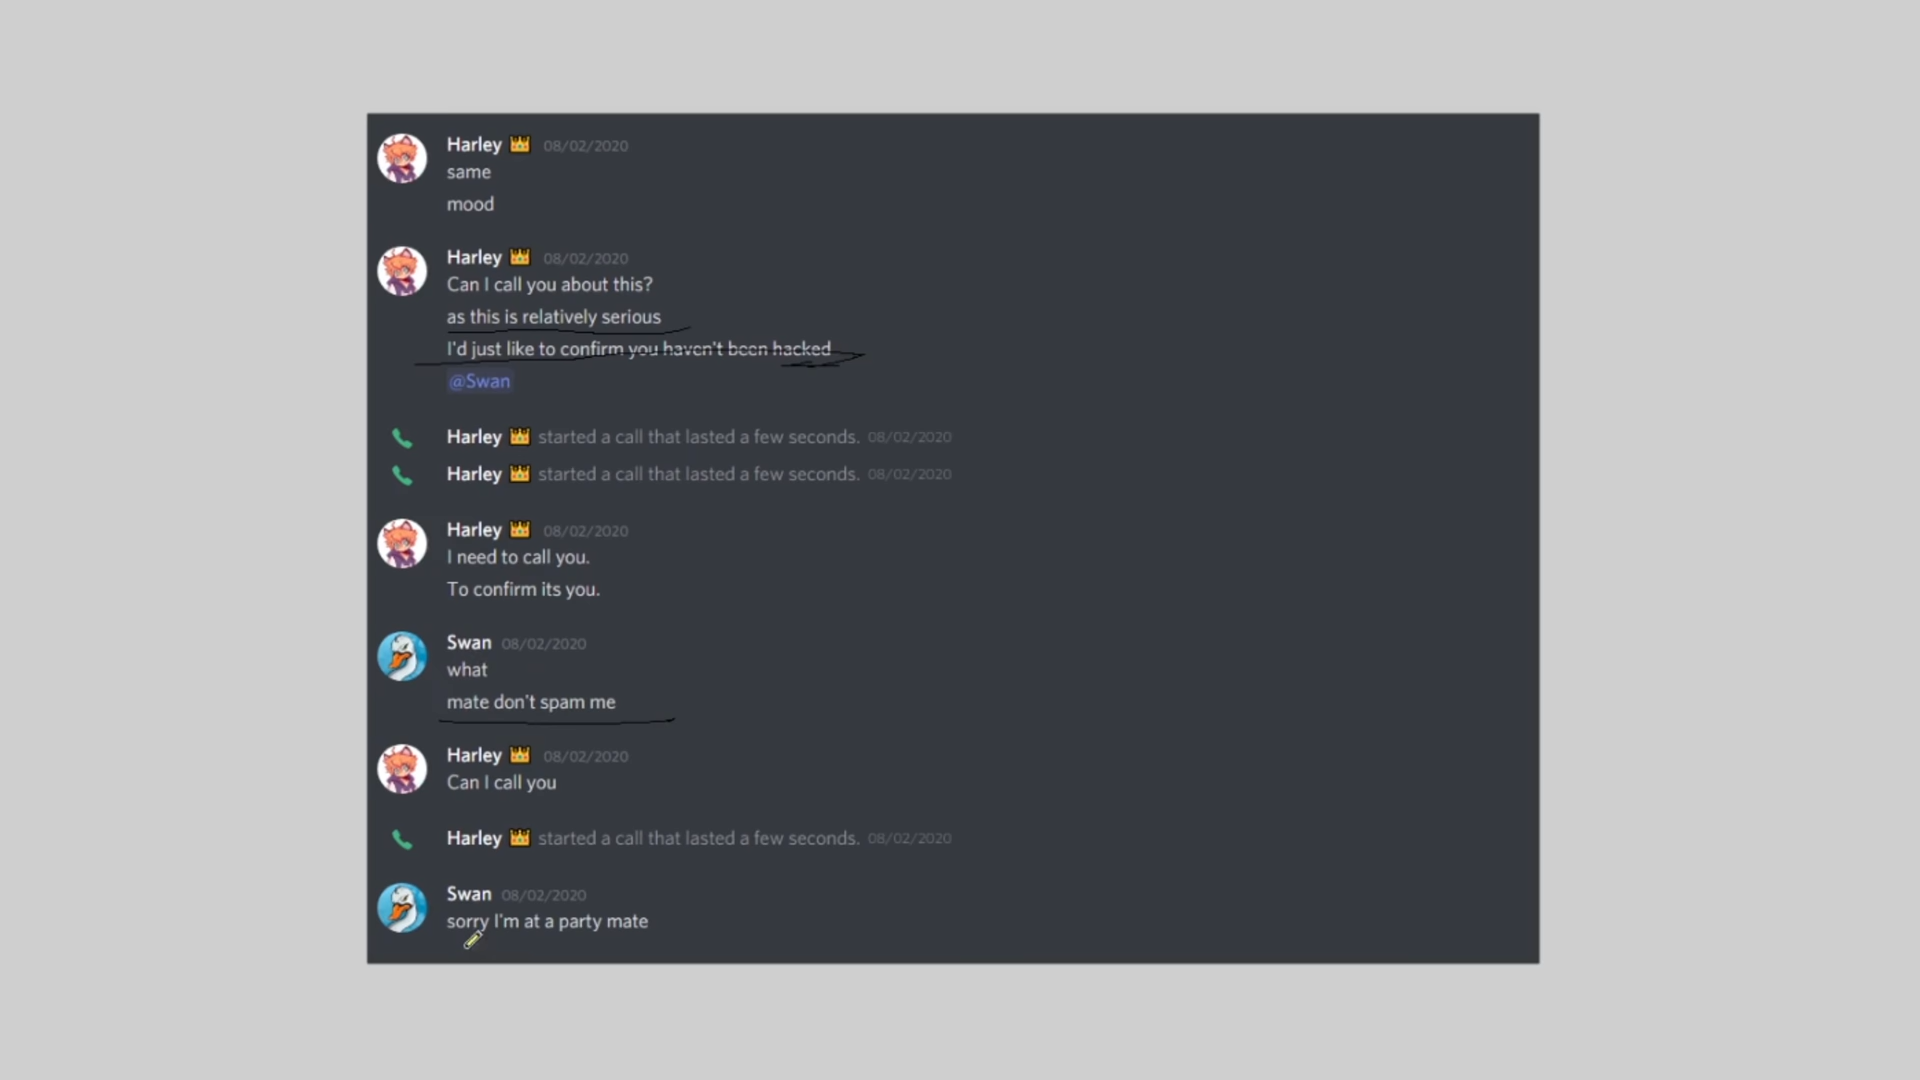 Harley 👑 08/02/2020
same
mood
Harley 👑 08/02/2020
Can I call you about this?
as this is relatively serious
I'd just like to confirm you haven't been hacked
@Swan
Harley 👑 started a call that lasted a few seconds. 08/02/2020
Harley 👑 started a call that lasted a few seconds. 08/02/2020
Harley 👑 08/02/2020
I need to call you.
To confirm its you.
Swan 08/02/2020
what
mate don't spam me
Harley 👑 08/02/2020
Can I call you
Harley 👑 started a call that lasted a few seconds. 08/02/2020
Swan 08/02/2020
sorry I'm at a party mate